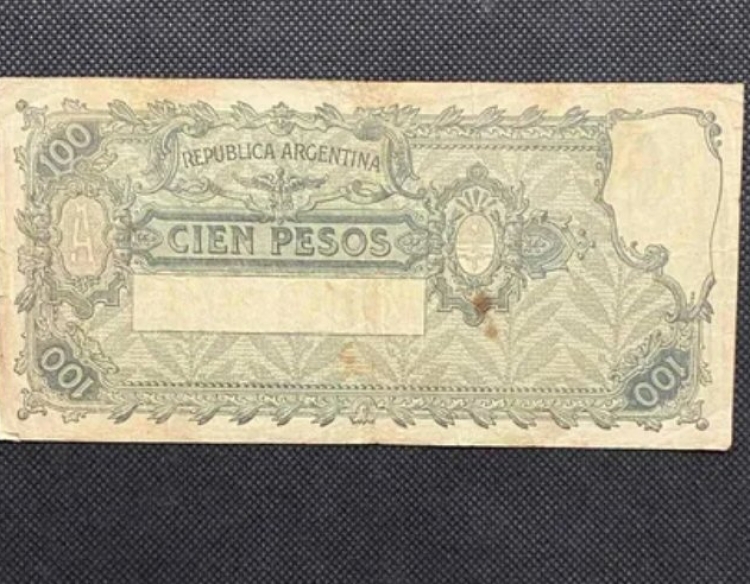 100
REPUBLICA ARGENTINA
A
CIEN PESOS
100
100